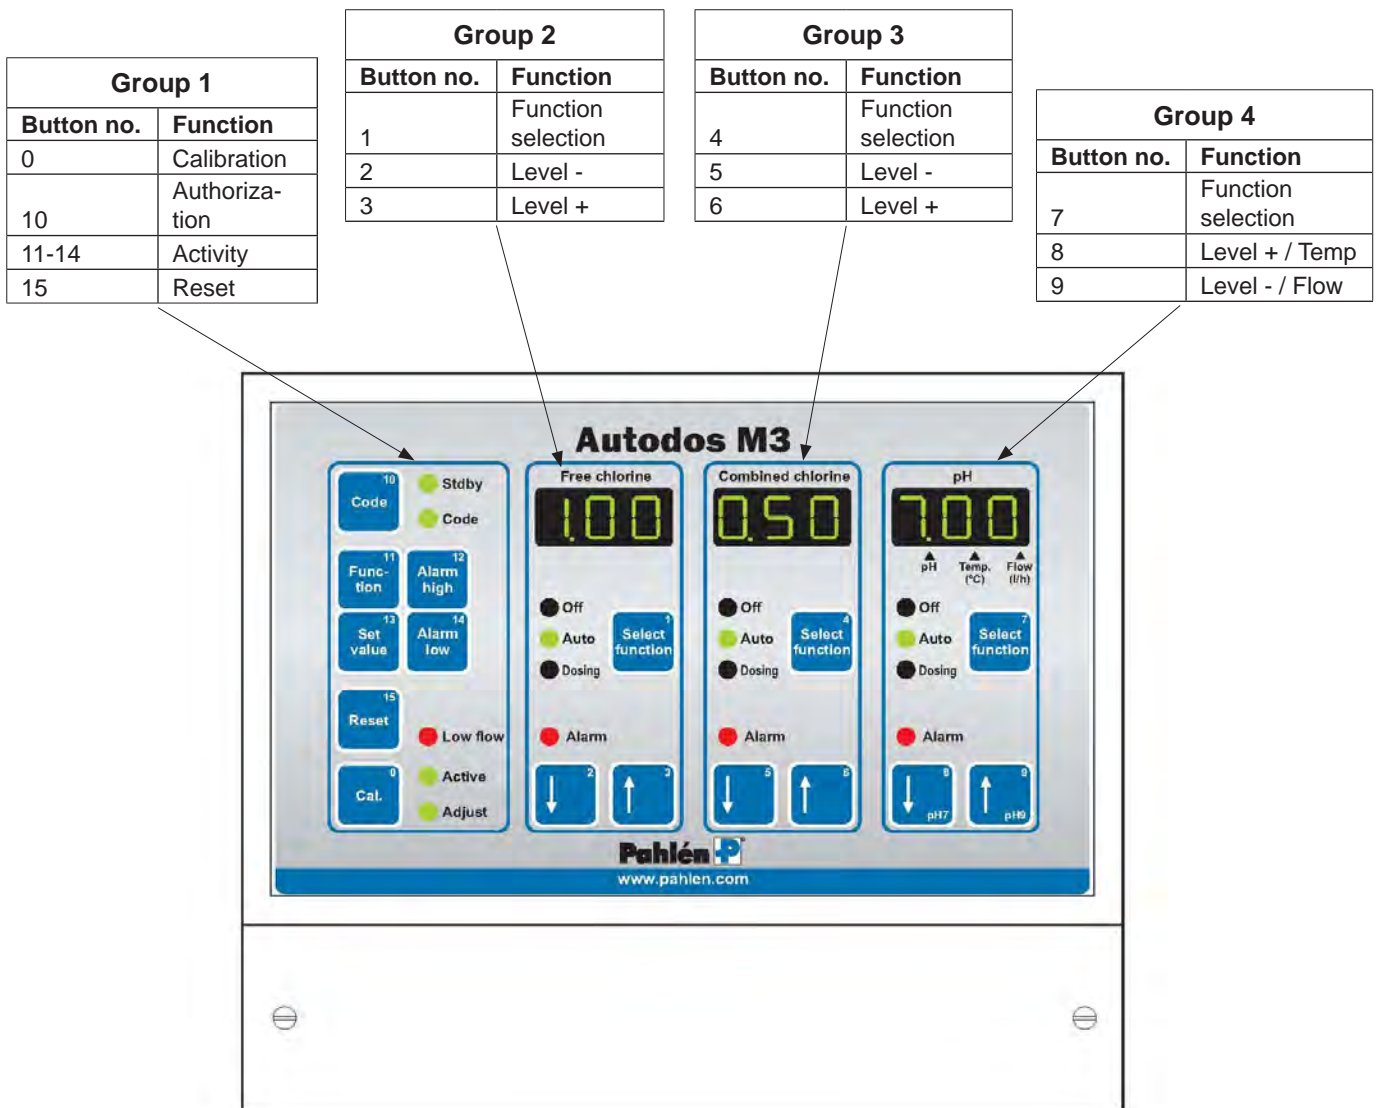 Group 1
Button no. Function
0 Calibration
Authoriza-
10 tion
11-14 Activity
15 Reset
Group 2
Button no. Function
Function
1 selection
2 Level -
3 Level +
Group 3
Button no. Function
Function
4 selection
5 Level -
6 Level +
Group 4
Button no. Function
Function
7 selection
8 Level + / Temp
9 Level - / Flow
Autodos M3
10
Code
Stdby
Code
11
Func-
tion
12
Alarm
high
13
Set
value
14
Alarm
low
15
Reset
Low flow
0
Cal.
Active
Adjust
Free chlorine
1.00
Off
Auto
Dosing
1
Select
function
Alarm
2
3
Combined chlorine
0.50
Off
Auto
Dosing
4
Select
function
Alarm
5
6
pH
7.00
pH Temp. Flow
(°C) (l/h)
Off
Auto
Dosing
7
Select
function
Alarm
8
pH7
9
pH9
Pahlén
www.pahlen.com